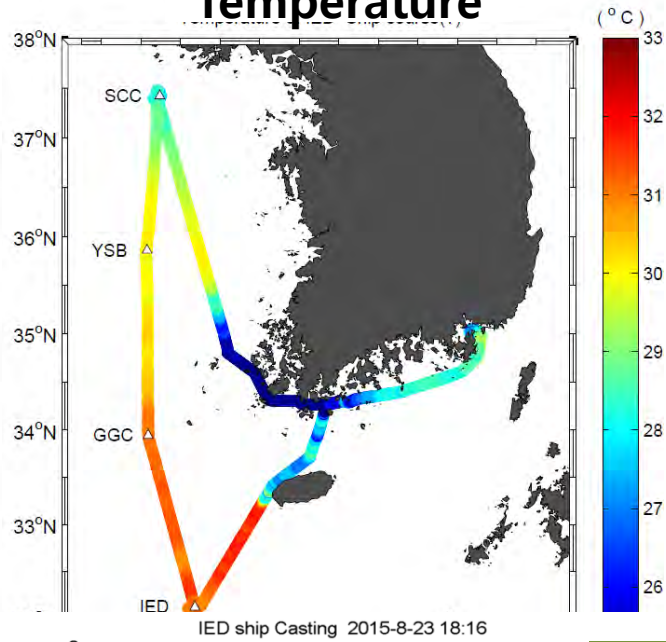 Temperature
(°C)
38°N
33
SCC
32
37°N
31
YSB
36°N
30
35°N
29
GGC
34°N
28
27
33°N
26
IED
IED ship Casting 2015-8-23 18:16